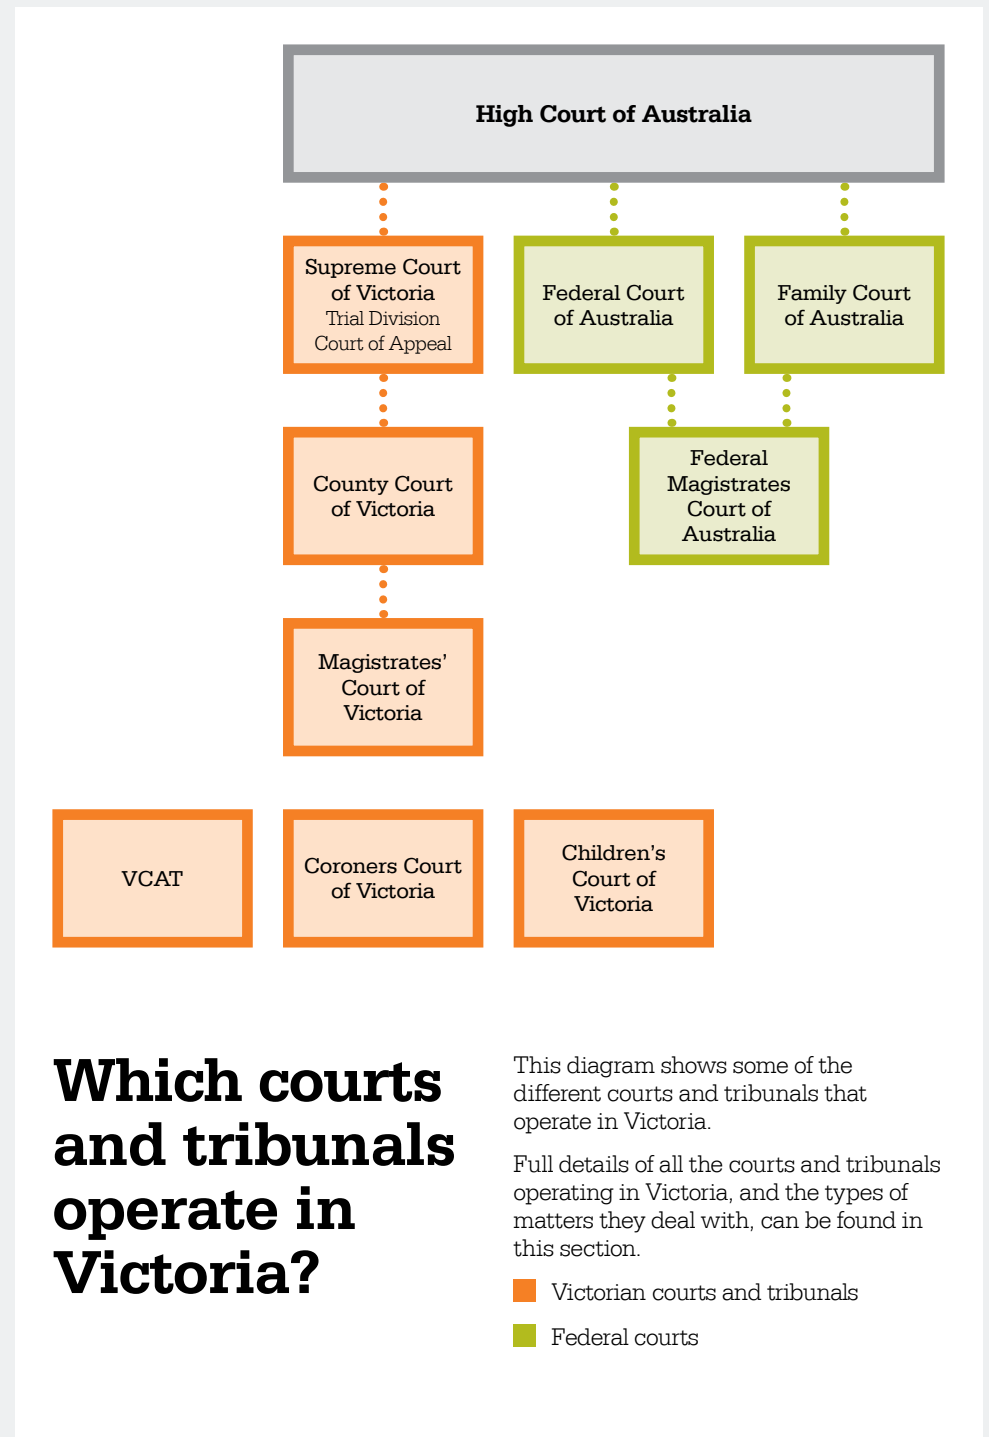 High Court of Australia
Supreme Court
of Victoria
Trial Division
Court of Appeal
Federal Court
of Australia
Family Court
of Australia
County Court
of Victoria
Federal
Magistrates
Court of
Australia
Magistrates’
Court of
Victoria
VCAT
Coroners Court
of Victoria
Children’s
Court of
Victoria
Which courts
and tribunals
operate in
Victoria?
This diagram shows some of the
different courts and tribunals that
operate in Victoria.
Full details of all the courts and tribunals
operating in Victoria, and the types of
matters they deal with, can be found in
this section.
Victorian courts and tribunals
Federal courts